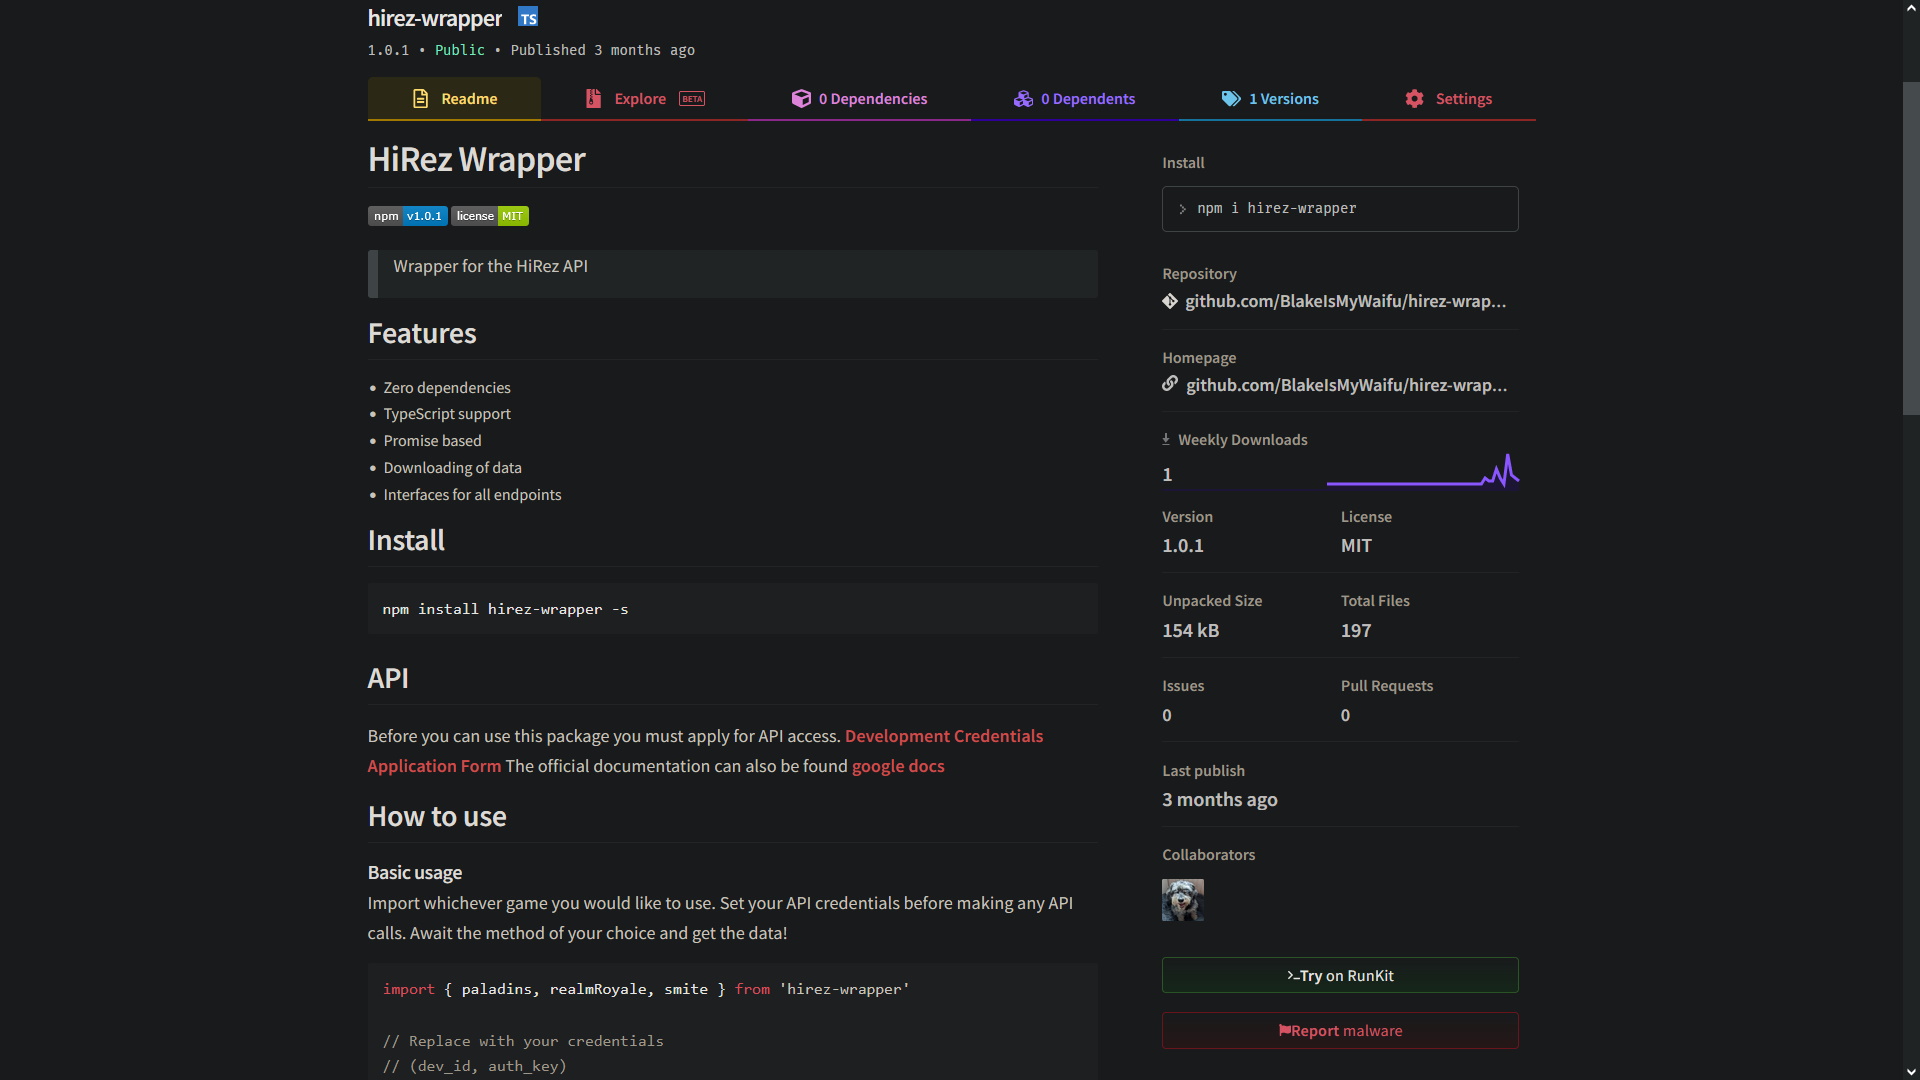 hirez-wrapper TS
1.0.1 • Public • Published 3 months ago
Readme
Explore BETA
0 Dependencies
0 Dependents
1 Versions
Settings
HiRez Wrapper
npm v1.0.1 license MIT
Wrapper for the HiRez API
Features
• Zero dependencies
• TypeScript support
• Promise based
• Downloading of data
• Interfaces for all endpoints
Install
npm install hirez-wrapper -s
API
Before you can use this package you must apply for API access. Development Credentials
Application Form The official documentation can also be found google docs
How to use
Basic usage
Import whichever game you would like to use. Set your API credentials before making any API
calls. Await the method of your choice and get the data!
import { paladins, realmRoyale, smite } from 'hirez-wrapper'
// Replace with your credentials
// (dev_id, auth_key)
Install
> npm i hirez-wrapper
Repository
github.com/BlakeIsMyWaifu/hirez-wrap...
Homepage
github.com/BlakeIsMyWaifu/hirez-wrap...
Weekly Downloads
1
Version
1.0.1
License
MIT
Unpacked Size
154 kB
Total Files
197
Issues
0
Pull Requests
0
Last publish
3 months ago
Collaborators
>_Try on RunKit
Report malware